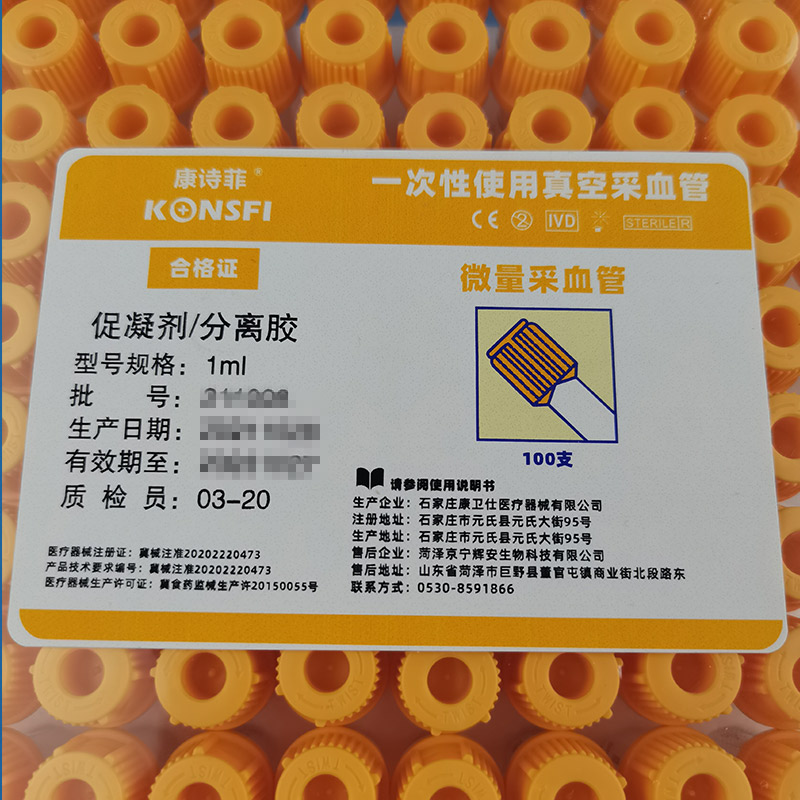 康诗菲®
KONSFI
一次性使用真空采血管
CE ② IVD STERILE R
合格证
微量采血管
促凝剂/分离胶
型号规格：1ml
批 号：
生产日期：
有效期至：
质 检 员：03-20
100支
请参阅使用说明书
生产企业：石家庄康卫仕医疗器械有限公司
注册地址：石家庄市元氏县元氏大街95号
生产地址：石家庄市元氏县元氏大街95号
售后企业：菏泽京宁辉安生物科技有限公司
售后地址：山东省菏泽市巨野县董官屯镇商业街北段路东
联系方式：0530-8591866
医疗器械注册证：冀械注准20202220473
产品技术要求编号：冀械注准20202220473
医疗器械生产许可证：冀食药监械生产许20150055号